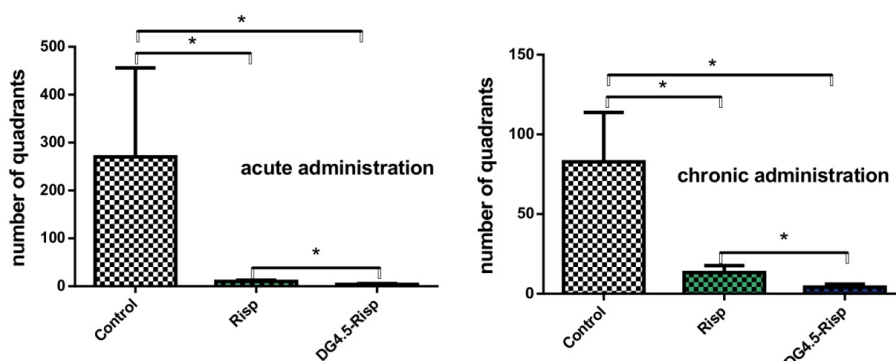 number of quadrants
500
400
300
200
100
0
*
*
*
acute administration
Control
Risp
DG4.5-Risp
number of quadrants
150
100
50
0
*
*
*
chronic administration
Control
Risp
DG4.5-Risp